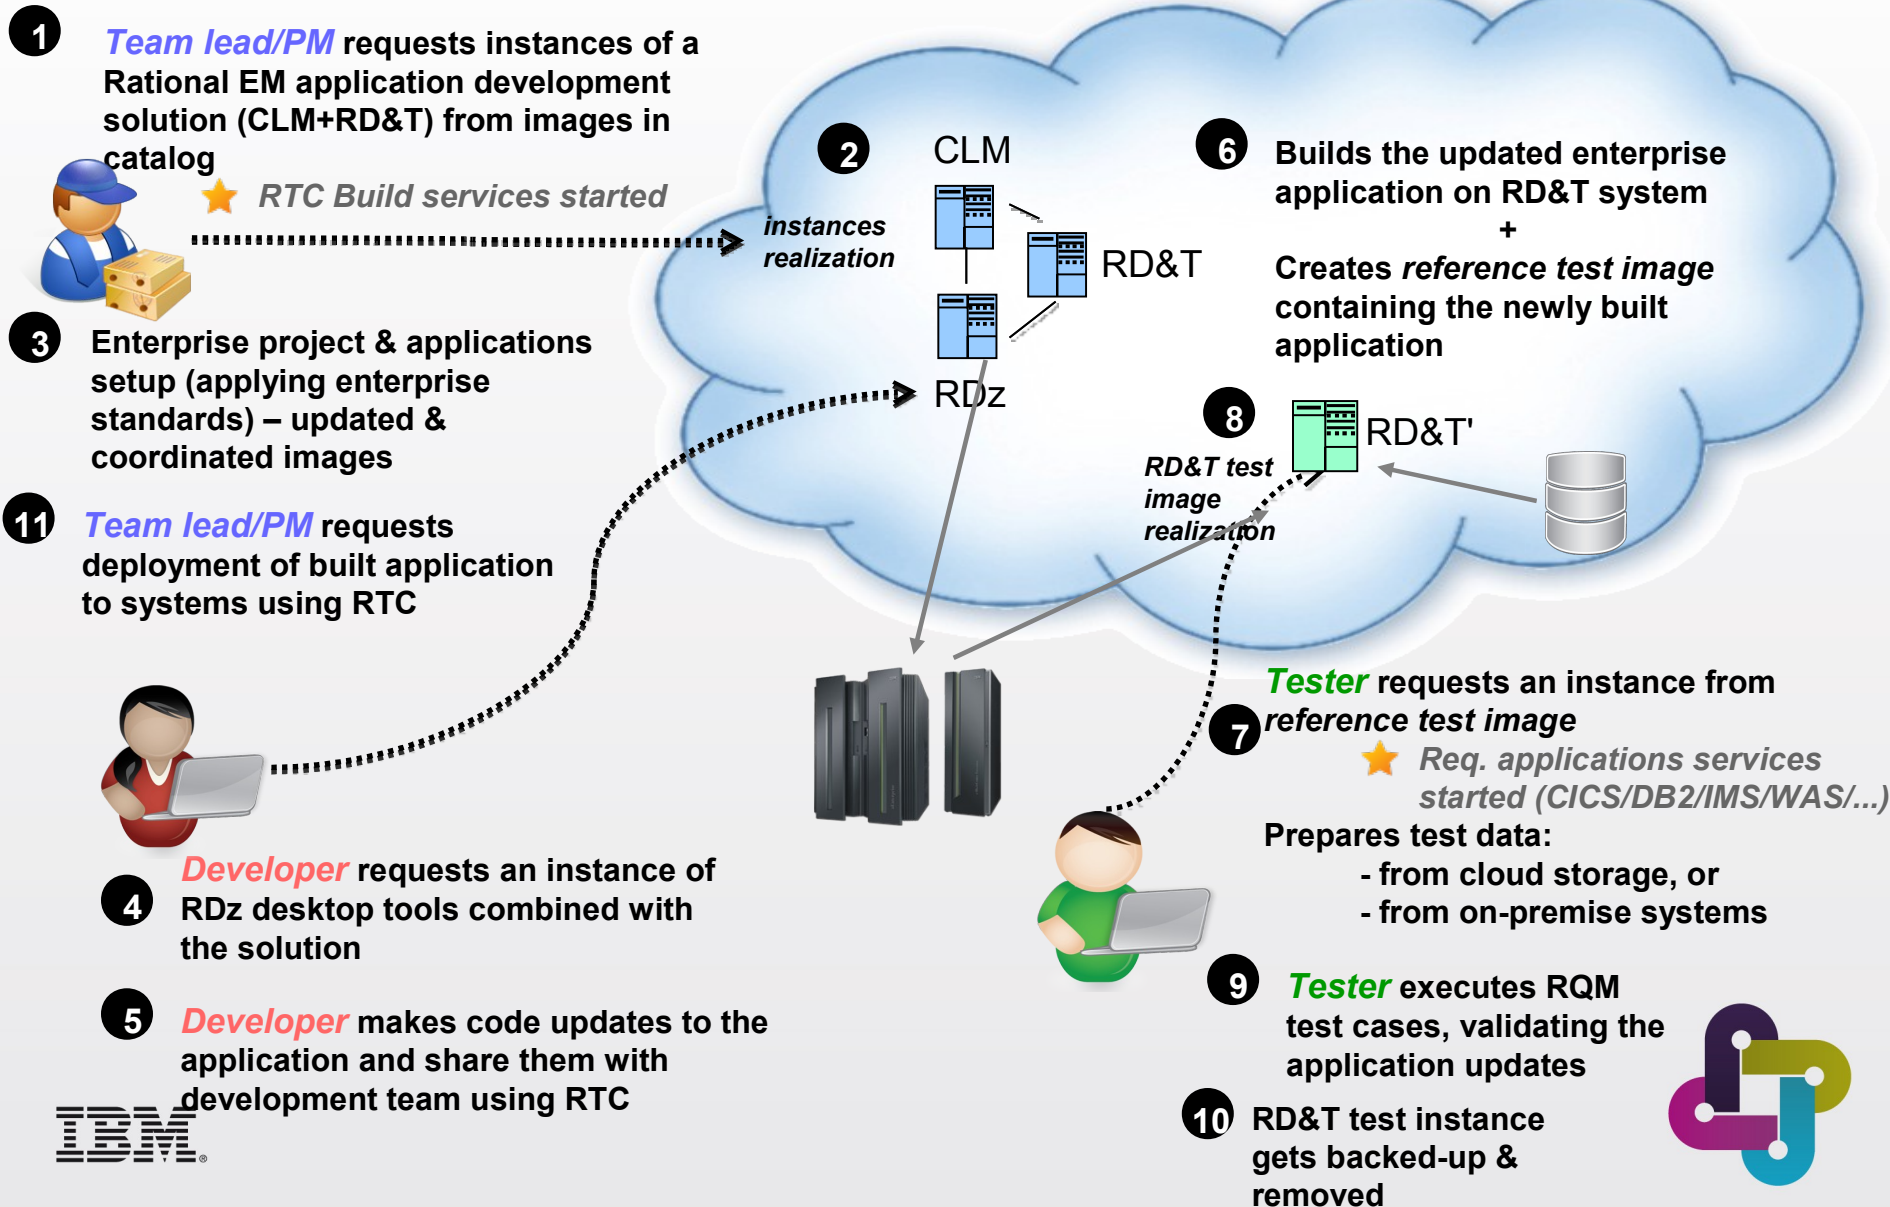 1
Team lead/PM requests instances of a
Rational EM application development
solution (CLM+RD&T) from images in
catalog
RTC Build services started
2
CLM
instances
realization
RD&T
RDz
3
Enterprise project & applications
setup (applying enterprise
standards) – updated &
coordinated images
11
Team lead/PM requests
deployment of built application
to systems using RTC
4
Developer requests an instance of
RDz desktop tools combined with
the solution
5
Developer makes code updates to the
application and share them with
development team using RTC
6
Builds the updated enterprise
application on RD&T system
+
Creates reference test image
containing the newly built
application
8
RD&T'
RD&T test
image
realization
7
Tester requests an instance from
reference test image
Req. applications services
started (CICS/DB2/IMS/WAS/...)
Prepares test data:
- from cloud storage, or
- from on-premise systems
9
Tester executes RQM
test cases, validating the
application updates
10
RD&T test instance
gets backed-up &
removed
IBM®